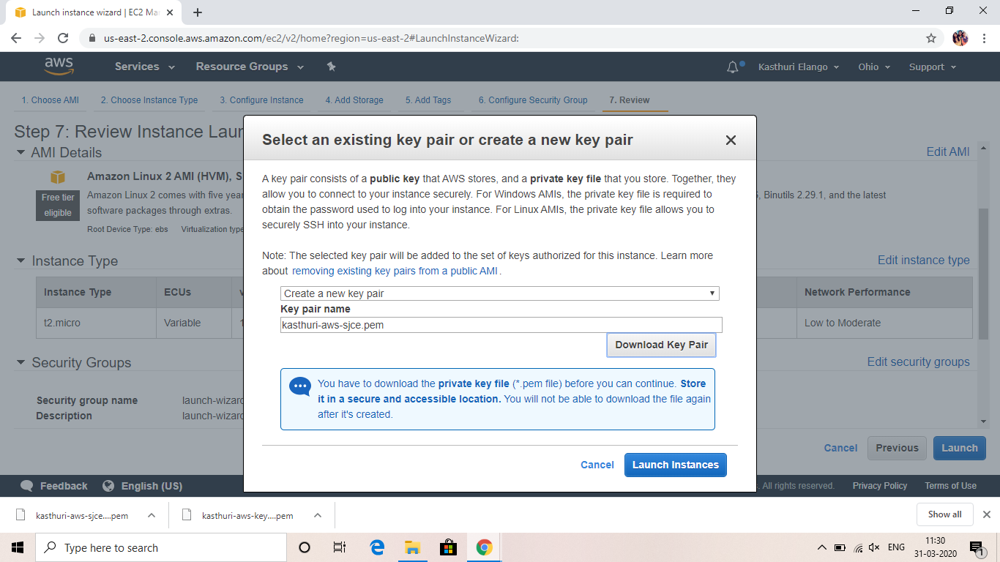 Launch instance wizard | EC2 Ma
us-east-2.console.aws.amazon.com/ec2/v2/home?region=us-east-2#LaunchInstanceWizard:
aws Services Resource Groups Kasthuri Elango Ohio Support
1. Choose AMI 2. Choose Instance Type 3. Configure Instance 4. Add Storage 5. Add Tags 6. Configure Security Group 7. Review
Step 7: Review Instance Laun
AMI Details Edit AMI
Amazon Linux 2 AMI (HVM), S
Free tier eligible
Amazon Linux 2 comes with five year
, Binutils 2.29.1, and the latest
software packages through extras.
Root Device Type: ebs Virtualization type
Instance Type Edit instance type
Instance Type ECUs Network Performance
t2.micro Variable Low to Moderate
Security Groups Edit security groups
Security group name launch-wizard
Description launch-wizard
Cancel Previous Launch
Select an existing key pair or create a new key pair
A key pair consists of a public key that AWS stores, and a private key file that you store. Together, they
allow you to connect to your instance securely. For Windows AMIs, the private key file is required to
obtain the password used to log into your instance. For Linux AMIs, the private key file allows you to
securely SSH into your instance.
Note: The selected key pair will be added to the set of keys authorized for this instance. Learn more
about removing existing key pairs from a public AMI .
Create a new key pair
Key pair name
kasthuri-aws-sjce.pem
Download Key Pair
You have to download the private key file (*.pem file) before you can continue. Store
it in a secure and accessible location. You will not be able to download the file again
after it's created.
Cancel Launch Instances
Feedback English (US) . All rights reserved. Privacy Policy Terms of Use
kasthuri-aws-sjce....pem kasthuri-aws-key....pem Show all
Type here to search ENG 11:30
31-03-2020
1